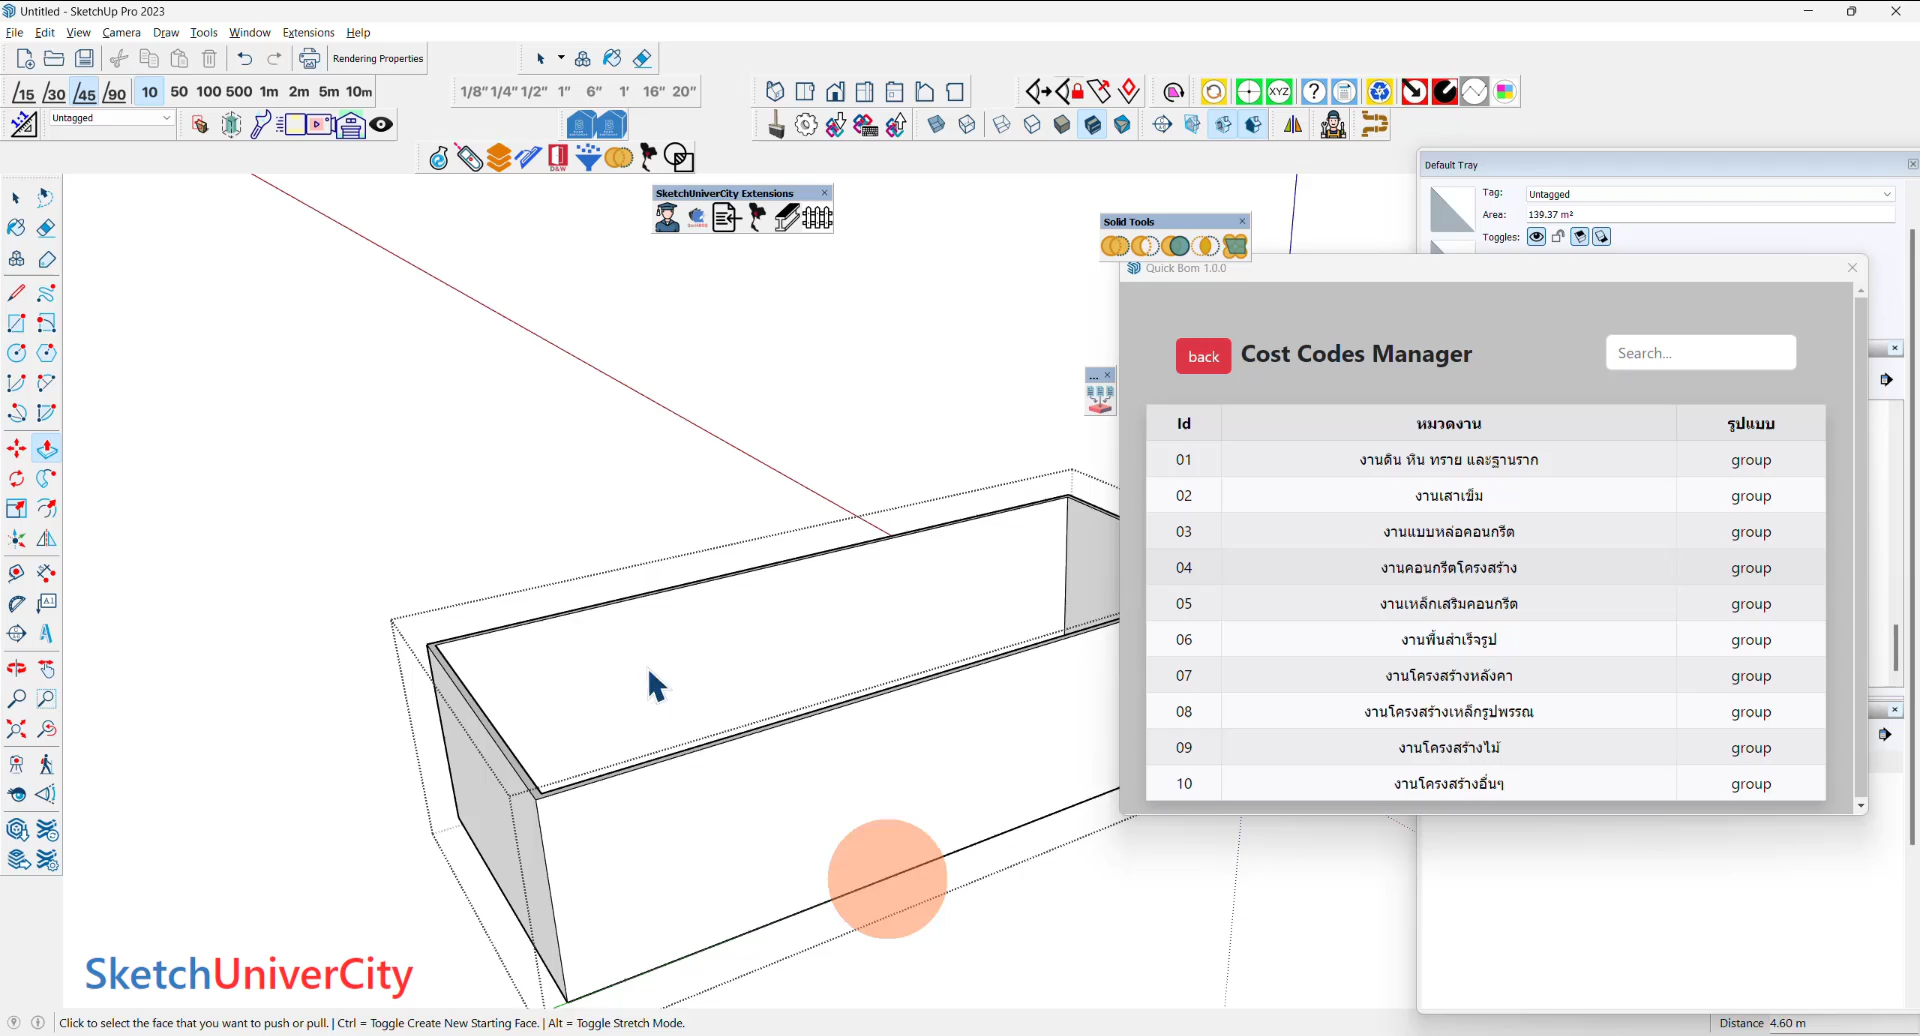 Untitled - SketchUp Pro 2023
File Edit View Camera Draw Tools Window Extensions Help
Rendering Properties
/15 /30 /45 /90 10 50 100 500 1m 2m 5m 10m
1/8" 1/4" 1/2" 1" 6" 1' 16" 20"
XYZ
Untagged
D&W
SketchUniverCity Extensions
Solid Tools
Default Tray
Tag: Untagged
Area: 139.37 m²
Toggles:
Quick Bom 1.0.0
back Cost Codes Manager Search...
...
Id หมวดงาน รูปแบบ
01 งานดิน หิน ทราย และฐานราก group
02 งานเสาเข็ม group
03 งานแบบหล่อคอนกรีต group
04 งานคอนกรีตโครงสร้าง group
05 งานเหล็กเสริมคอนกรีต group
06 งานพื้นสำเร็จรูป group
07 งานโครงสร้างหลังคา group
08 งานโครงสร้างเหล็กรูปพรรณ group
09 งานโครงสร้างไม้ group
10 งานโครงสร้างอื่นๆ group
SketchUniverCity
Click to select the face that you want to push or pull. | Ctrl = Toggle Create New Starting Face. | Alt = Toggle Stretch Mode.
Distance 4.60 m